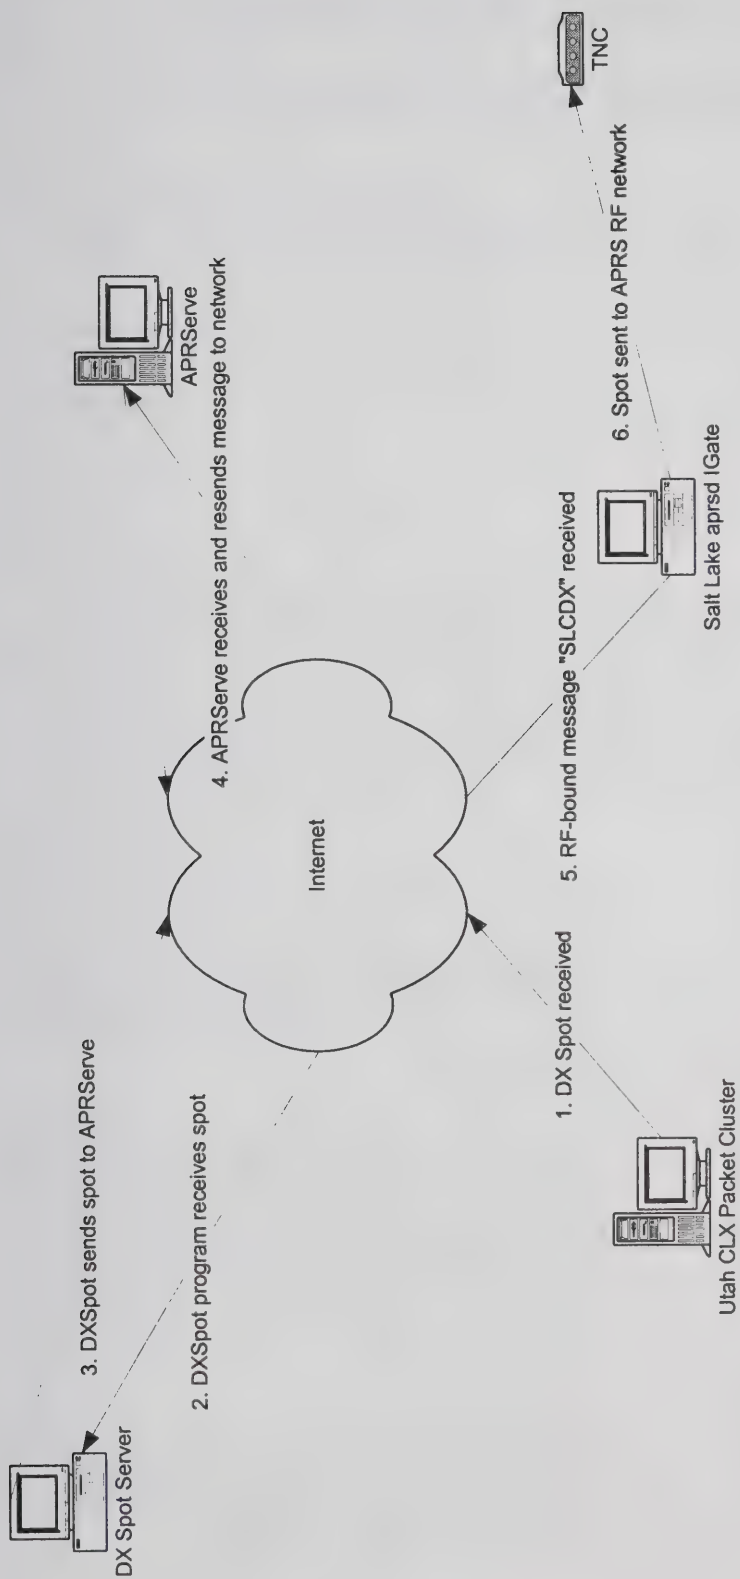 DX Spot Server
3. DXSpot sends spot to APRServe
2. DXSpot program receives spot
APRServe
4. APRServe receives and resends message to network
Internet
1. DX Spot received
Utah CLX Packet Cluster
5. RF-bound message "SLCDX" received
Salt Lake aprsd IGate
6. Spot sent to APRS RF network
TNC